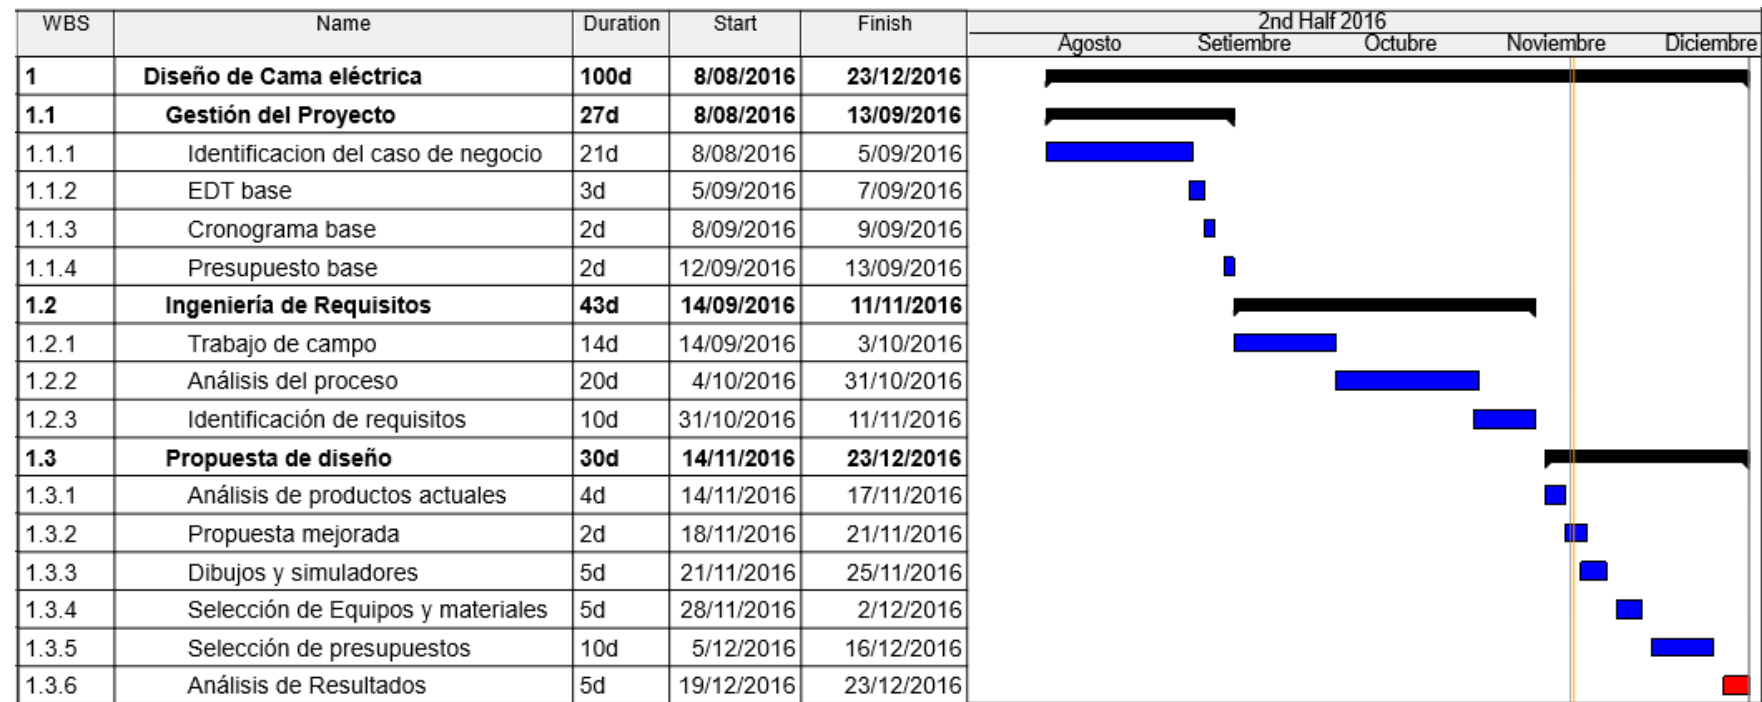 WBS Name Duration Start Finish 2nd Half 2016
Agosto Setiembre Octubre Noviembre Diciembre
1 Diseño de Cama eléctrica 100d 8/08/2016 23/12/2016
1.1 Gestión del Proyecto 27d 8/08/2016 13/09/2016
1.1.1 Identificacion del caso de negocio 21d 8/08/2016 5/09/2016
1.1.2 EDT base 3d 5/09/2016 7/09/2016
1.1.3 Cronograma base 2d 8/09/2016 9/09/2016
1.1.4 Presupuesto base 2d 12/09/2016 13/09/2016
1.2 Ingeniería de Requisitos 43d 14/09/2016 11/11/2016
1.2.1 Trabajo de campo 14d 14/09/2016 3/10/2016
1.2.2 Análisis del proceso 20d 4/10/2016 31/10/2016
1.2.3 Identificación de requisitos 10d 31/10/2016 11/11/2016
1.3 Propuesta de diseño 30d 14/11/2016 23/12/2016
1.3.1 Análisis de productos actuales 4d 14/11/2016 17/11/2016
1.3.2 Propuesta mejorada 2d 18/11/2016 21/11/2016
1.3.3 Dibujos y simuladores 5d 21/11/2016 25/11/2016
1.3.4 Selección de Equipos y materiales 5d 28/11/2016 2/12/2016
1.3.5 Selección de presupuestos 10d 5/12/2016 16/12/2016
1.3.6 Análisis de Resultados 5d 19/12/2016 23/12/2016